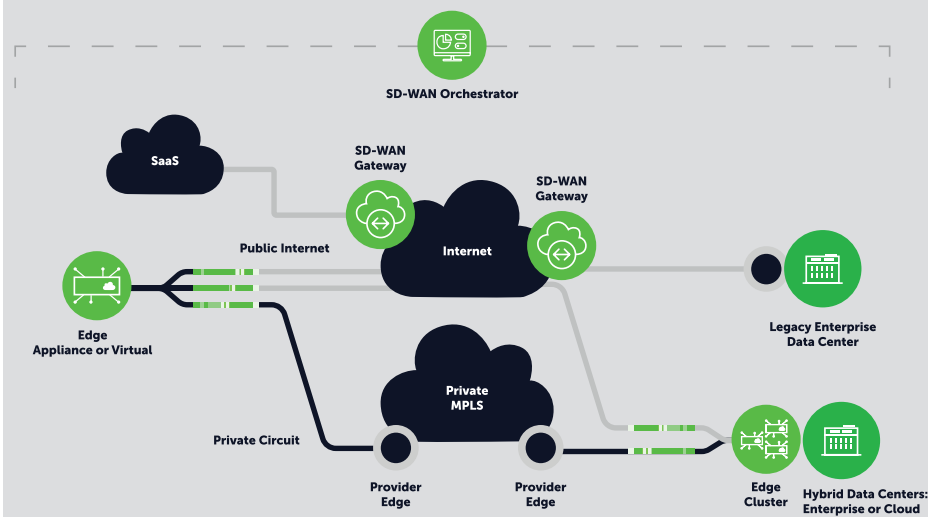 SD-WAN Orchestrator
SaaS
SD-WAN
Gateway
SD-WAN
Gateway
Public Internet
Internet
Edge
Appliance or Virtual
Legacy Enterprise
Data Center
Private
MPLS
Private Circuit
Provider
Edge
Provider
Edge
Edge
Cluster
Hybrid Data Centers:
Enterprise or Cloud